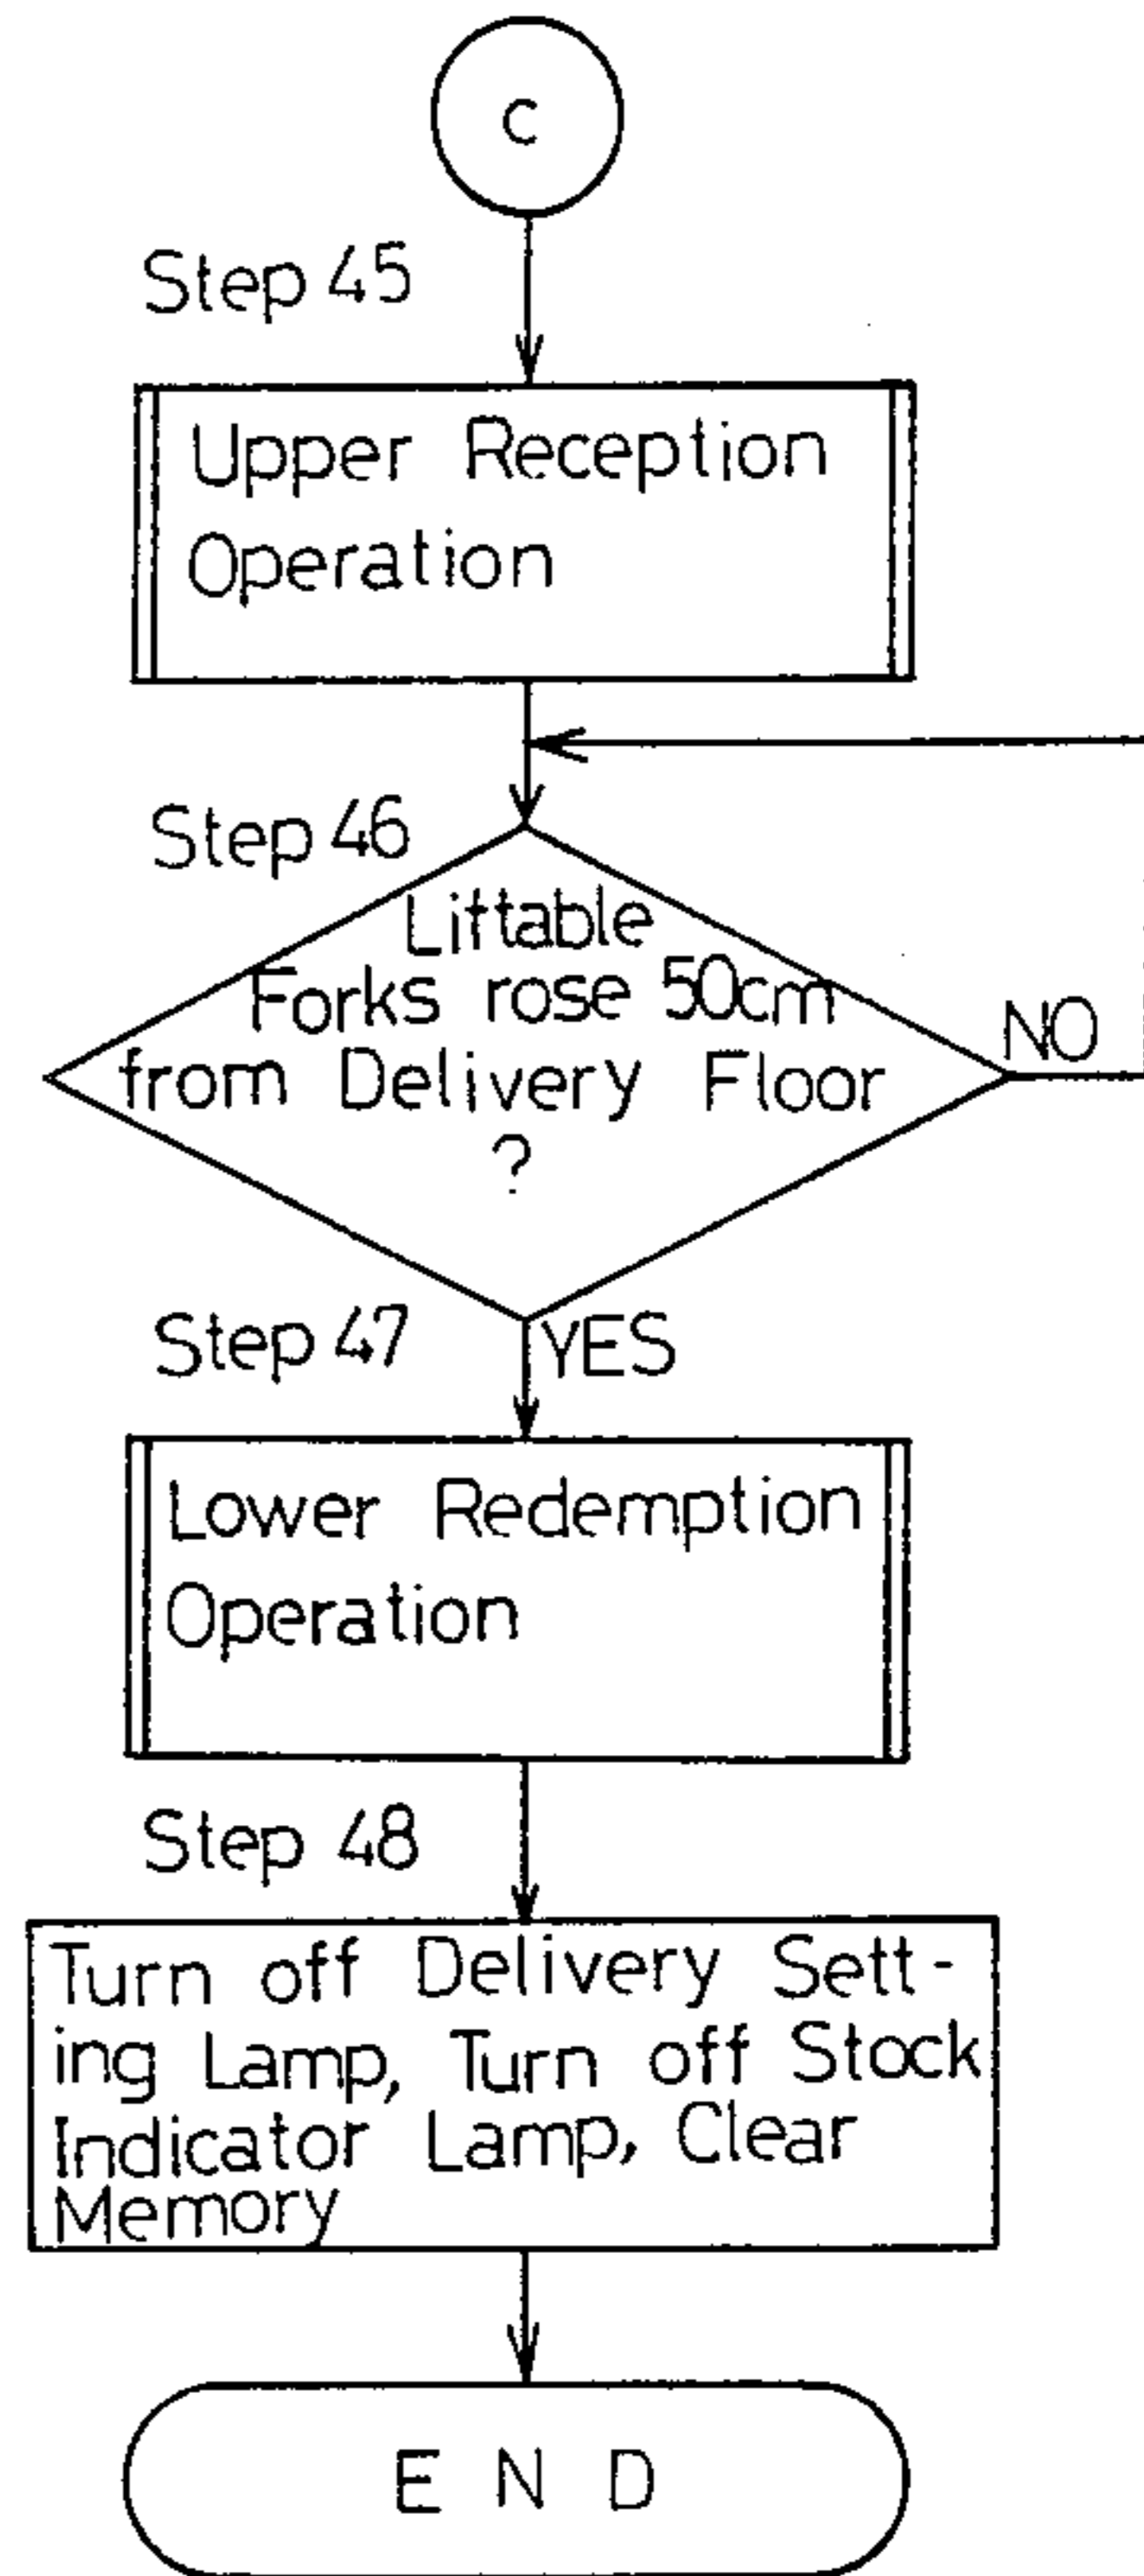 C
Step 45
Upper Reception
Operation
Step 46
Liftable
Forks rose 50cm
from Delivery Floor
?
NO
Step 47
YES
Lower Redemption
Operation
Step 48
Turn off Delivery Sett-
ing Lamp, Turn off Stock
Indicator Lamp, Clear
Memory
END